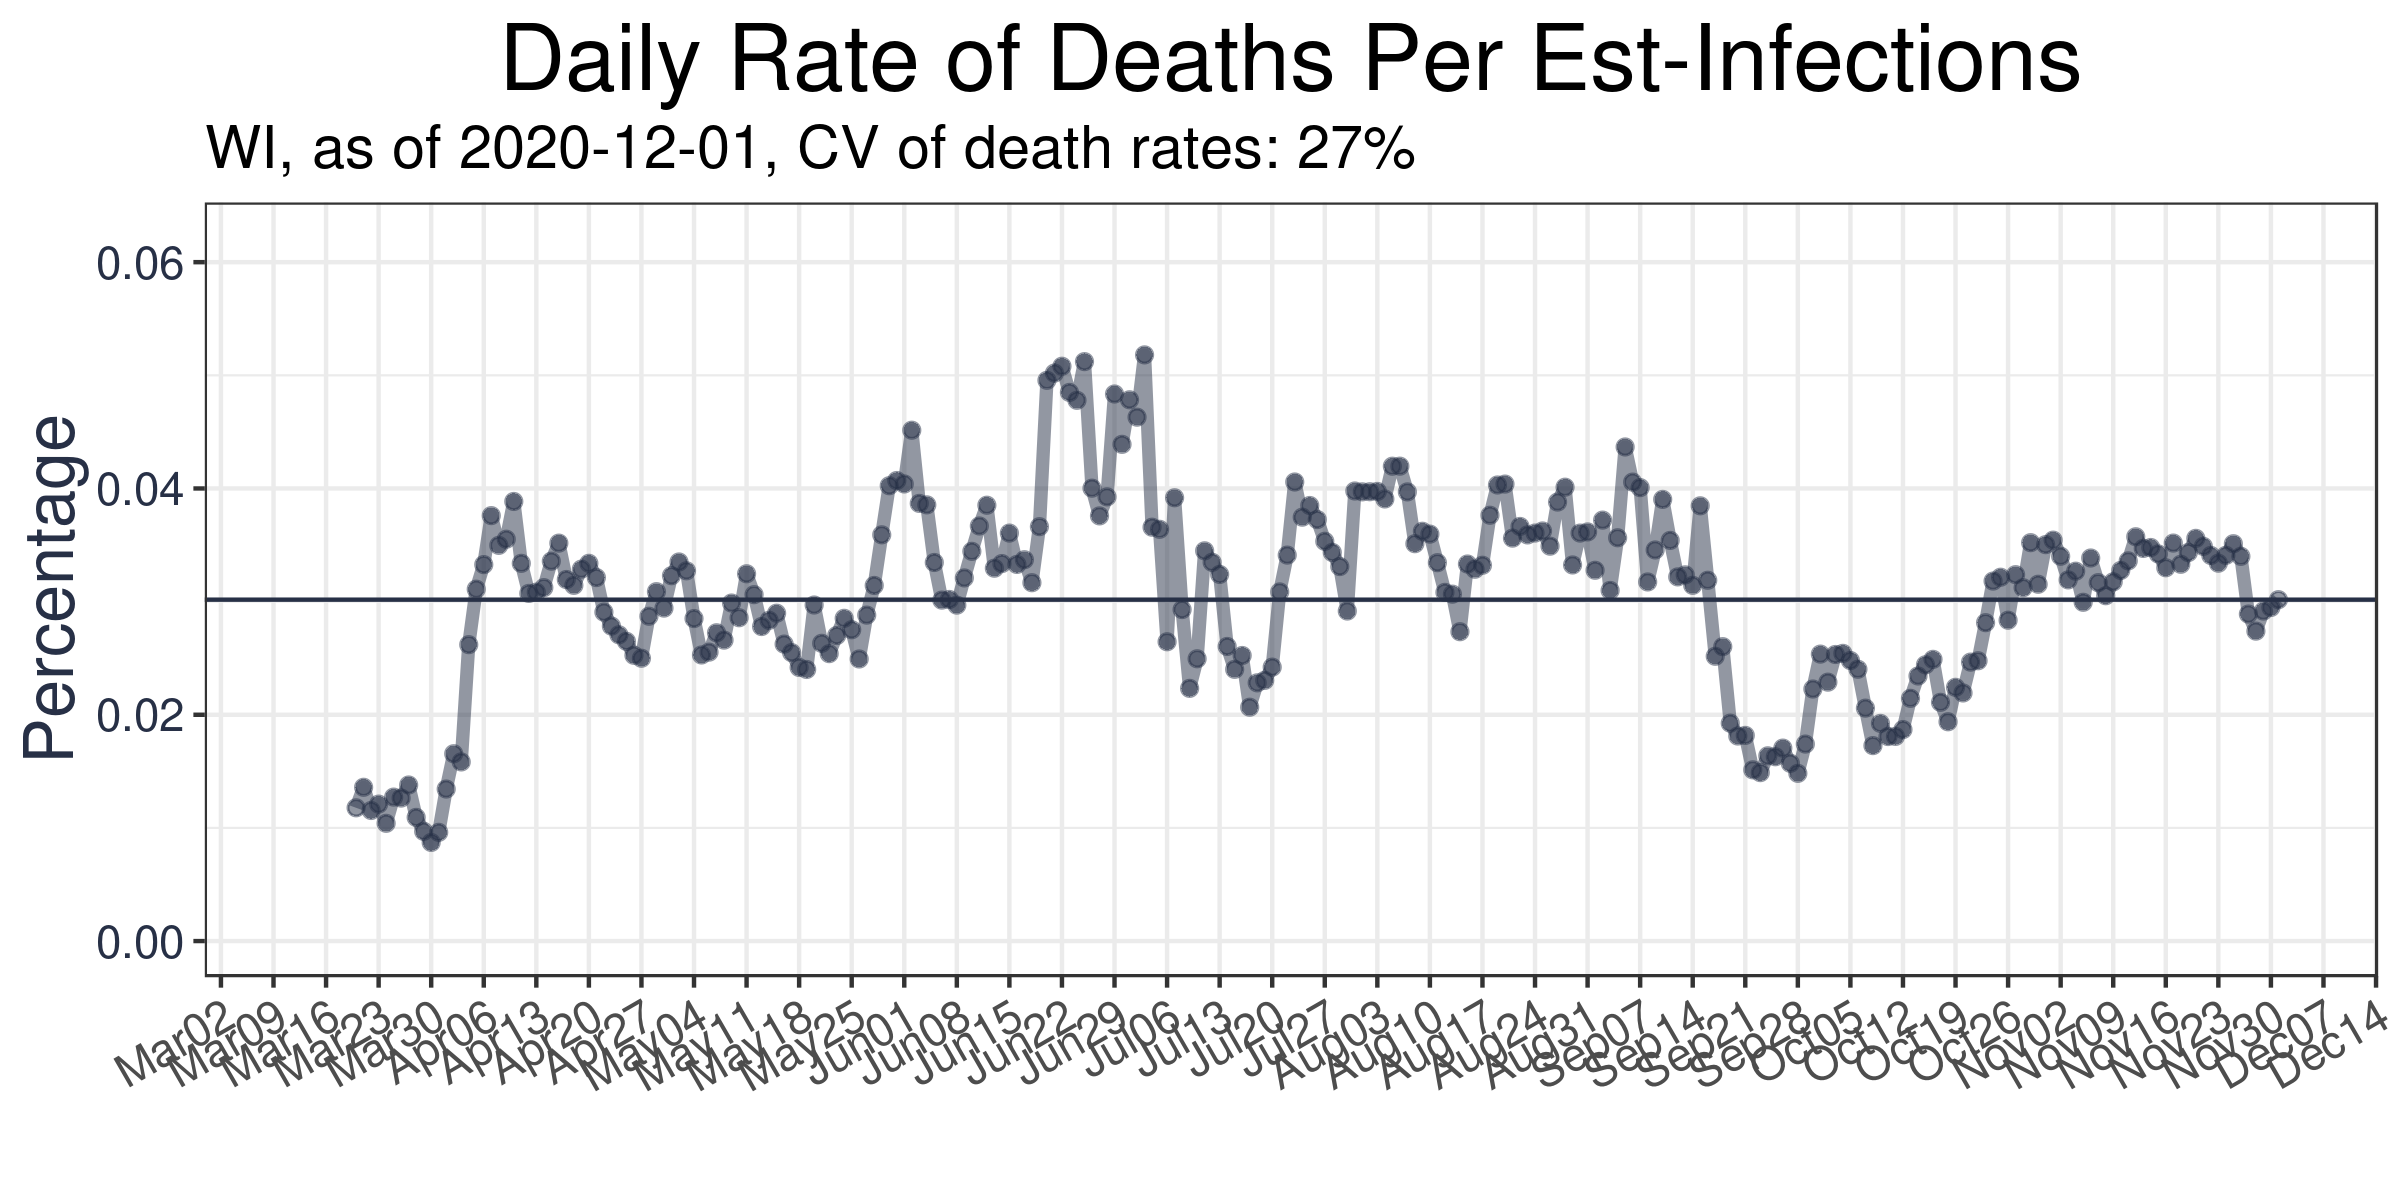 Daily Rate of Deaths Per Est-Infections
WI, as of 2020-12-01, CV of death rates: 27%
Percentage
0.06
0.04
0.02
0.00
Mar02
Mar09
Mar16
Mar23
Mar30
Apr06
Apr13
Apr20
Apr27
May04
May11
May18
May25
Jun01
Jun08
Jun15
Jun22
Jun29
Jul06
Jul13
Jul20
Jul27
Aug03
Aug10
Aug17
Aug24
Aug31
Sep07
Sep14
Sep21
Sep28
Oct05
Oct12
Oct19
Oct26
Nov02
Nov09
Nov16
Nov23
Nov30
Dec07
Dec14